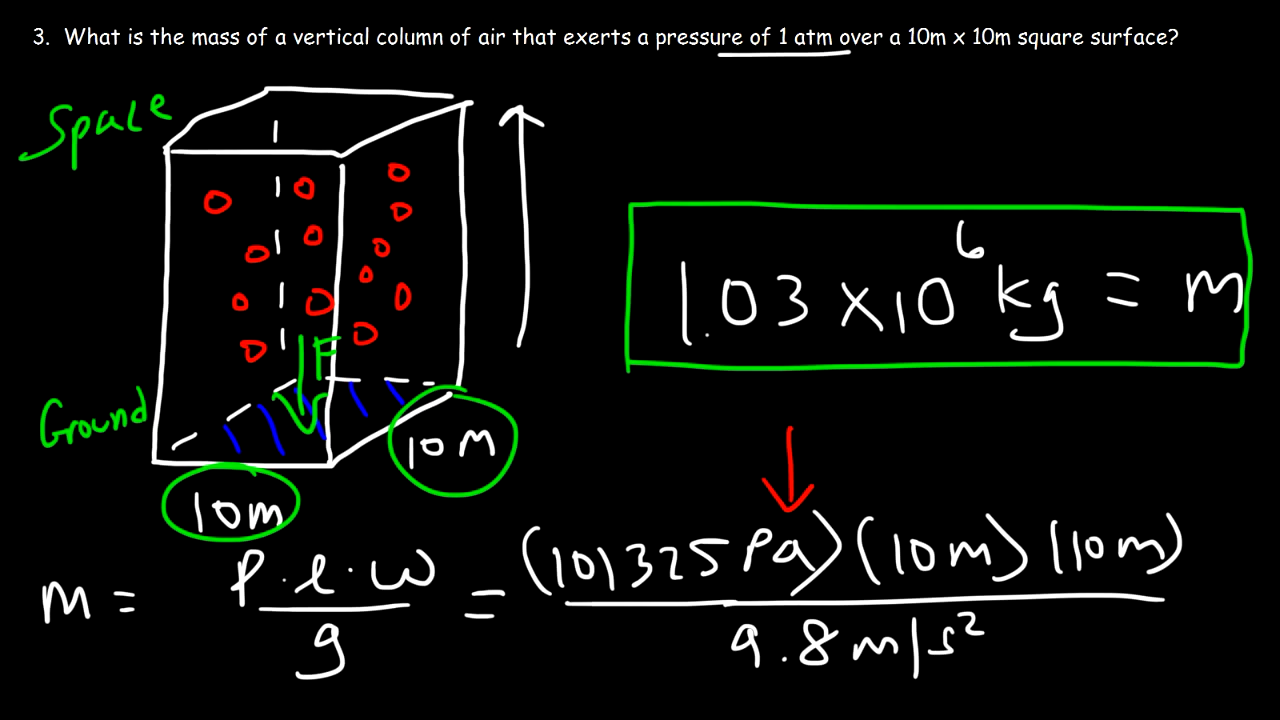 3. What is the mass of a vertical column of air that exerts a pressure of 1 atm over a 10m x 10m square surface?
Space
F
1.03 x 10^6 kg = m
Ground
10m
10m
m = P·l·w / g = (101325 Pa)(10m)(10m) / 9.8 m/s²